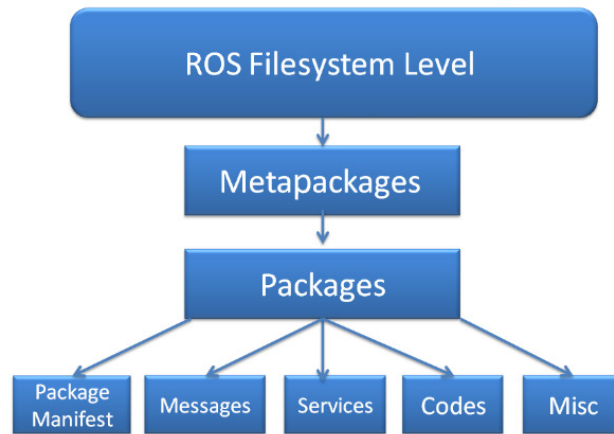 ROS Filesystem Level
Metapackages
Packages
Package
Manifest
Messages
Services
Codes
Misc